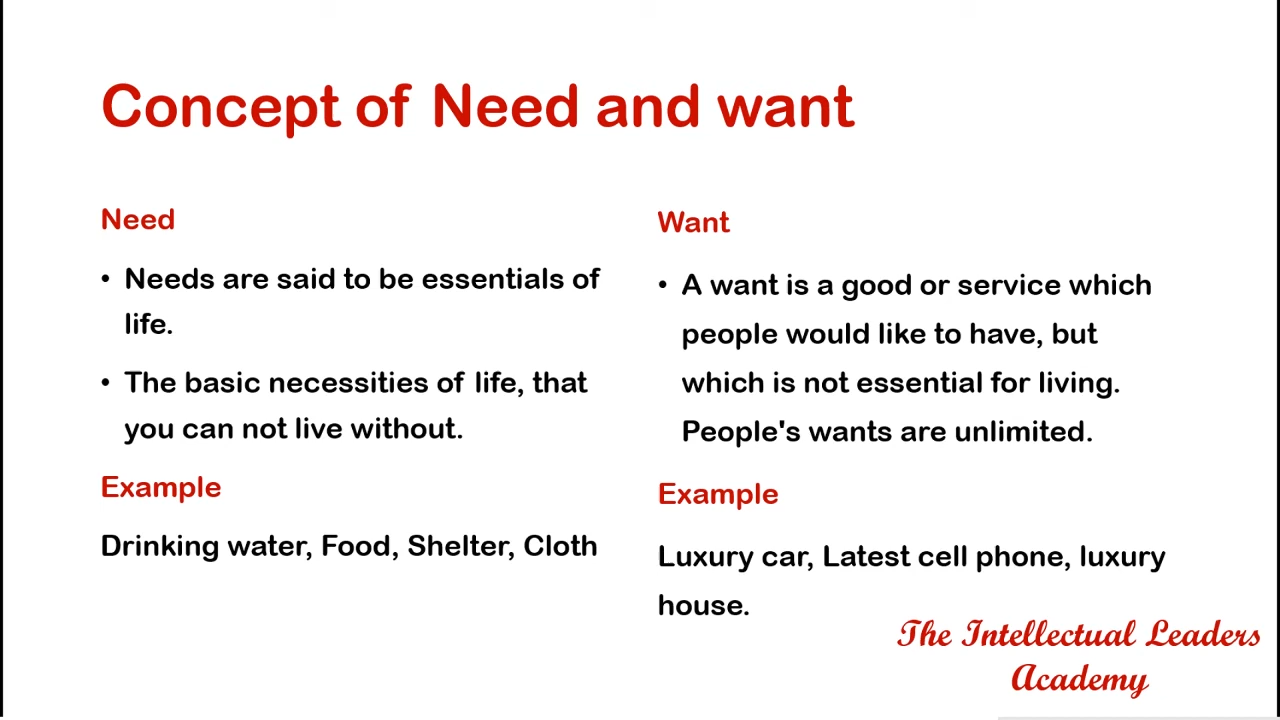 Concept of Need and want
Need
• Needs are said to be essentials of
life.
• The basic necessities of life, that
you can not live without.
Example
Drinking water, Food, Shelter, Cloth
Want
• A want is a good or service which
people would like to have, but
which is not essential for living.
People's wants are unlimited.
Example
Luxury car, Latest cell phone, luxury
house.
The Intellectual Leaders
Academy